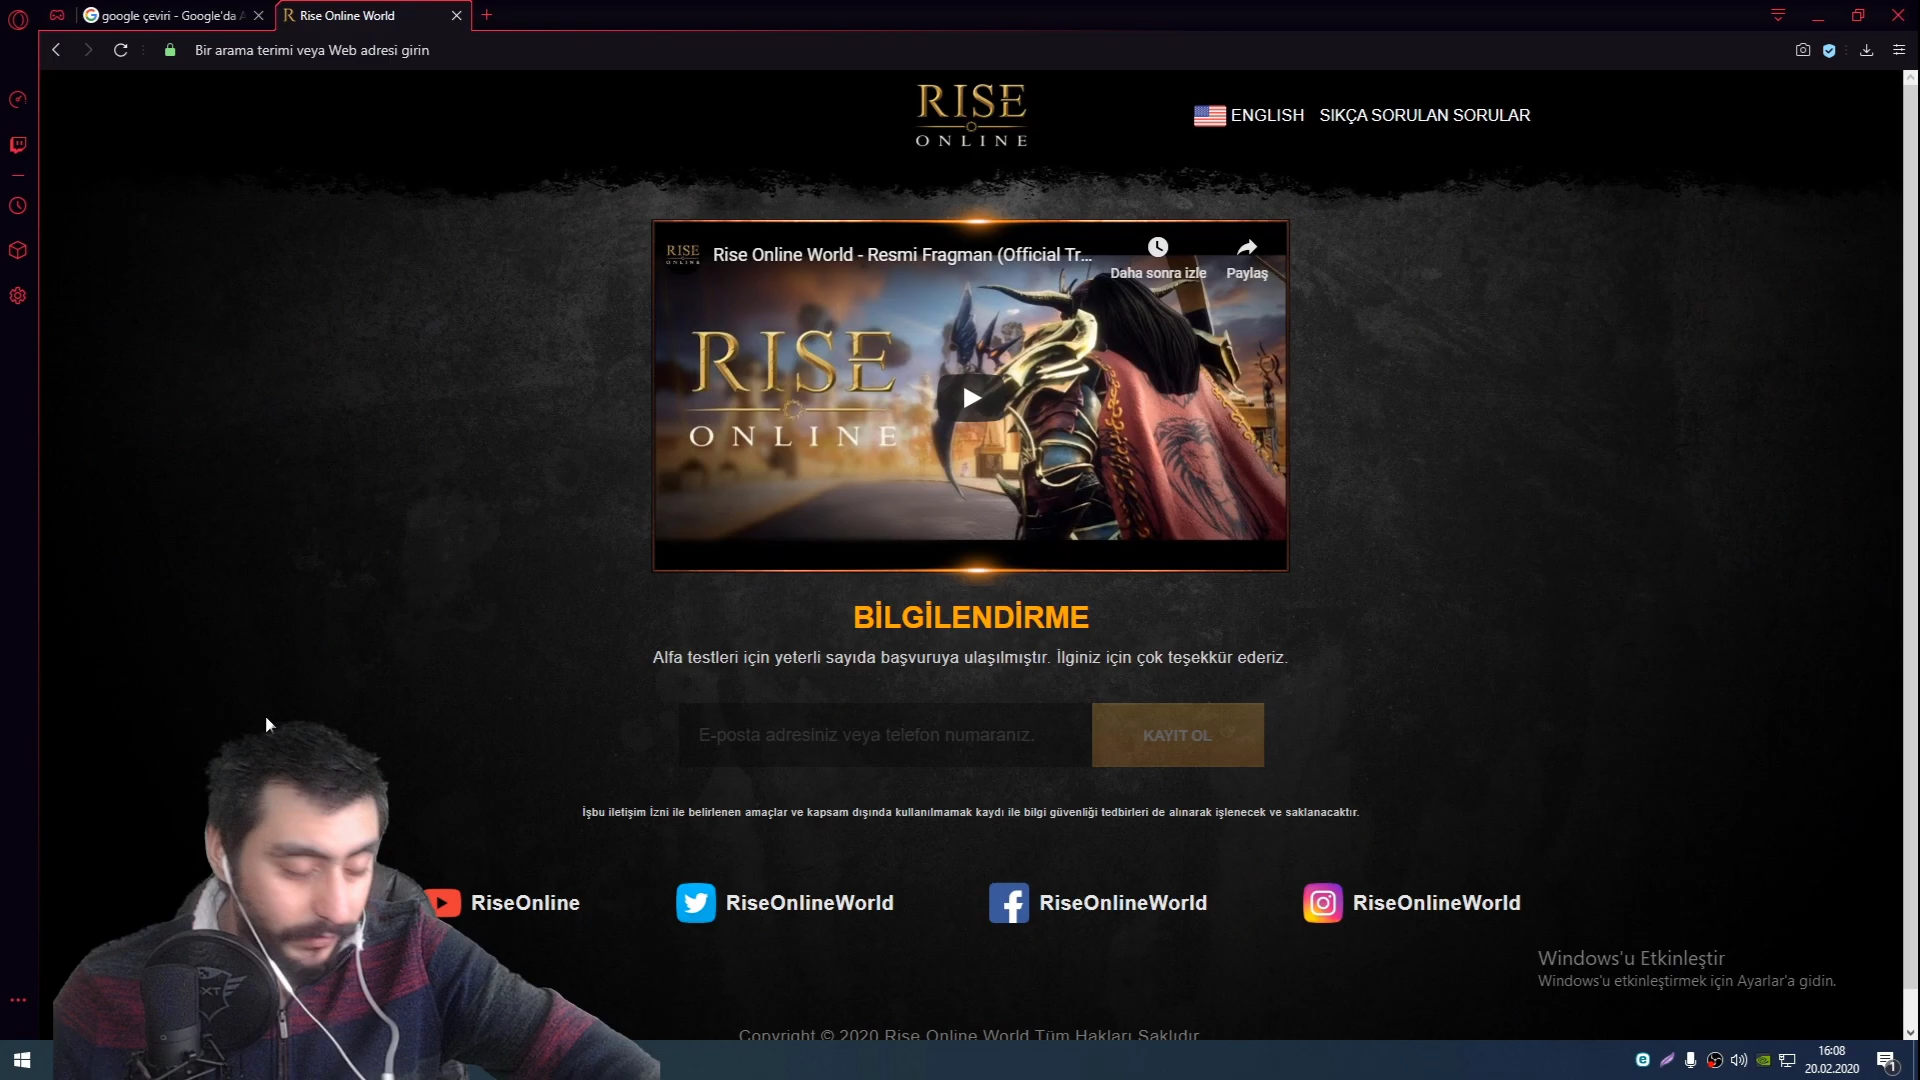 google çeviri - Google'da A
Rise Online World
Bir arama terimi veya Web adresi girin
RISE
ONLINE
ENGLISH
SIKÇA SORULAN SORULAR
RISE
ONLINE
Rise Online World - Resmi Fragman (Official Tr...
Daha sonra izle
Paylaş
RISE
ONLINE
BİLGİLENDİRME
Alfa testleri için yeterli sayıda başvuruya ulaşılmıştır. İlginiz için çok teşekkür ederiz.
E-posta adresiniz veya telefon numaranız.
KAYIT OL
İşbu iletişim İzni ile belirlenen amaçlar ve kapsam dışında kullanılmamak kaydı ile bilgi güvenliği tedbirleri de alınarak işlenecek ve saklanacaktır.
RiseOnline
RiseOnlineWorld
RiseOnlineWorld
RiseOnlineWorld
Windows'u Etkinleştir
Windows'u etkinleştirmek için Ayarlar'a gidin.
Copyright © 2020 Rise Online World Tüm Hakları Saklıdır
16:08
20.02.2020
1